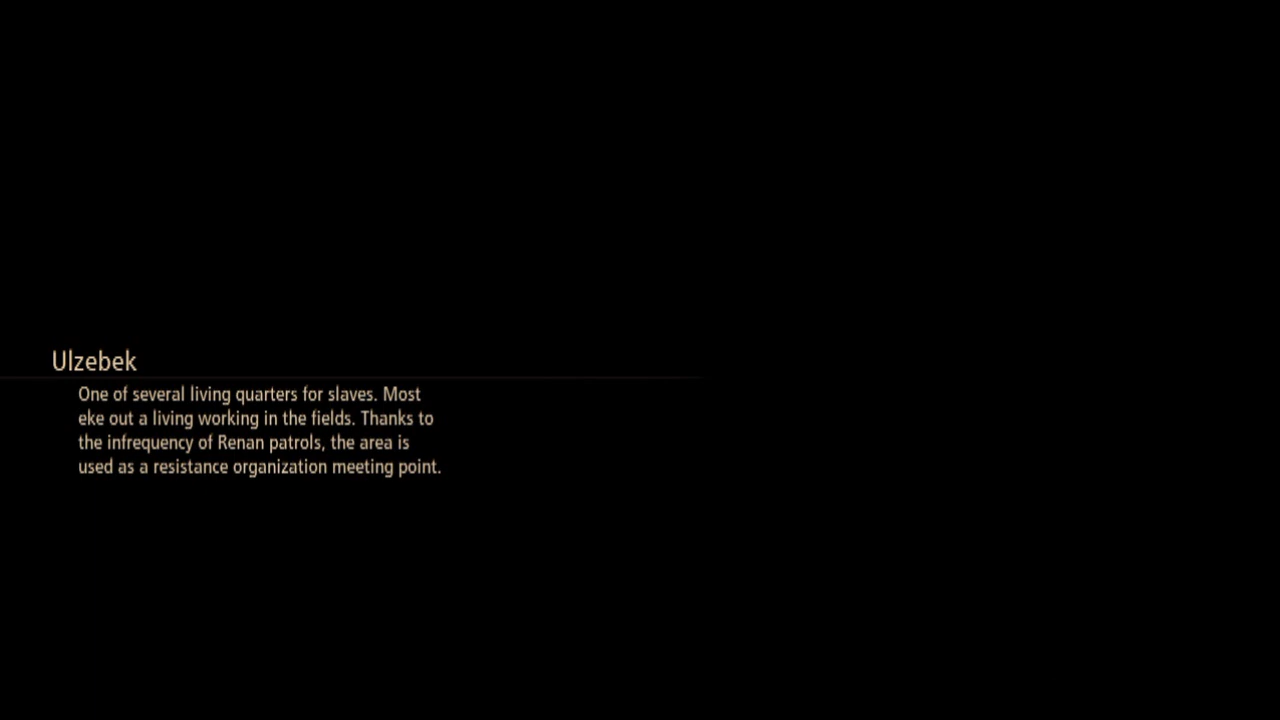 Ulzebek
One of several living quarters for slaves. Most
eke out a living working in the fields. Thanks to
the infrequency of Renan patrols, the area is
used as a resistance organization meeting point.